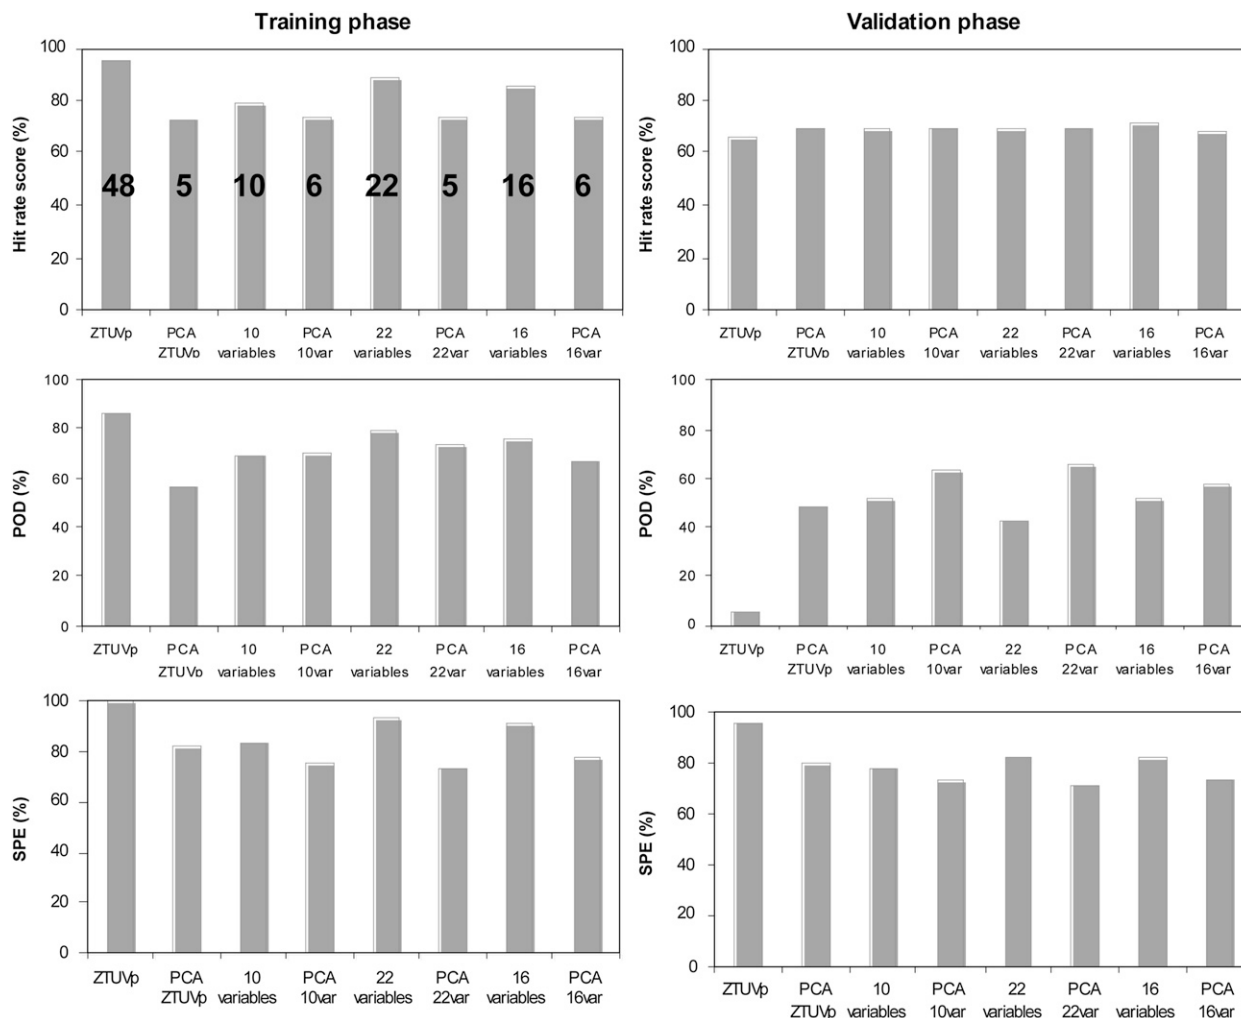 Training phase
Hit rate score (%)
100
80
60
40
20
0
48 5 10 6 22 5 16 6
ZTUVp PCA 10 PCA 22 PCA 16 PCA
ZTUVp variables 10var variables 22var variables 16var
Validation phase
Hit rate score (%)
100
80
60
40
20
0
ZTUVp PCA 10 PCA 22 PCA 16 PCA
ZTUVp variables 10var variables 22var variables 16var
POD (%)
100
80
60
40
20
0
ZTUVp PCA 10 PCA 22 PCA 16 PCA
ZTUVp variables 10var variables 22var variables 16var
POD (%)
100
80
60
40
20
0
ZTUVp PCA 10 PCA 22 PCA 16 PCA
ZTUVp variables 10var variables 22var variables 16var
SPE (%)
100
80
60
40
20
0
ZTUVp PCA 10 PCA 22 PCA 16 PCA
ZTUVp variables 10var variables 22var variables 16var
SPE (%)
100
80
60
40
20
0
ZTUVp PCA 10 PCA 22 PCA 16 PCA
ZTUVp variables 10var variables 22var variables 16var